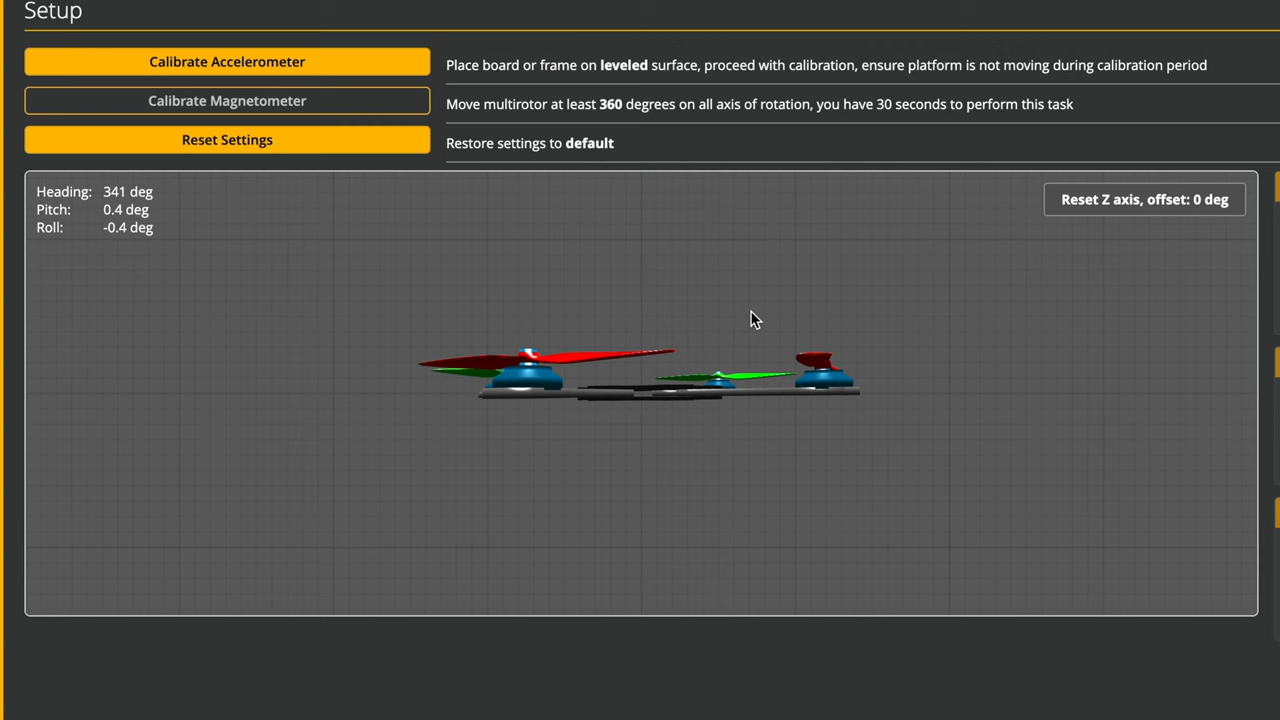 Setup
Calibrate Accelerometer
Place board or frame on leveled surface, proceed with calibration, ensure platform is not moving during calibration period
Calibrate Magnetometer
Move multirotor at least 360 degrees on all axis of rotation, you have 30 seconds to perform this task
Reset Settings
Restore settings to default
Heading: 341 deg
Pitch: 0.4 deg
Roll: -0.4 deg
Reset Z axis, offset: 0 deg